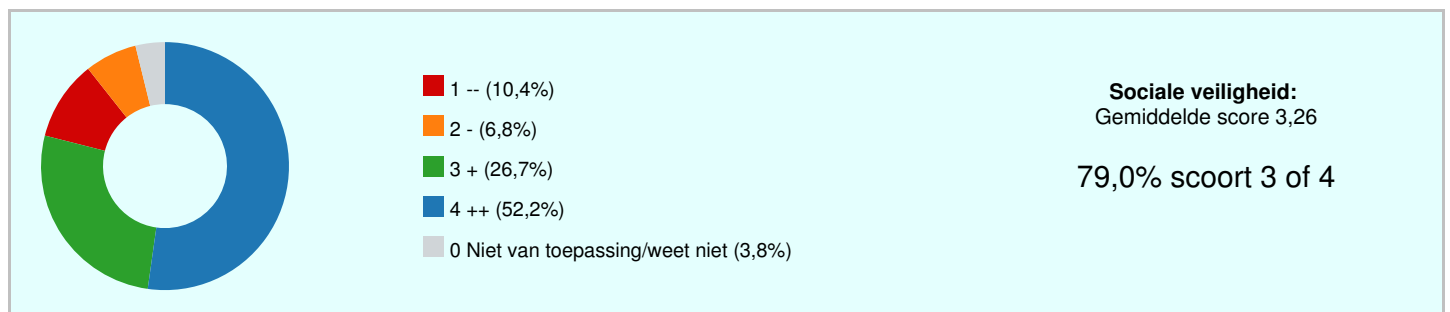 1 -- (10,4%)
2 - (6,8%)
3 + (26,7%)
4 ++ (52,2%)
0 Niet van toepassing/weet niet (3,8%)
Sociale veiligheid:
Gemiddelde score 3,26
79,0% scoort 3 of 4